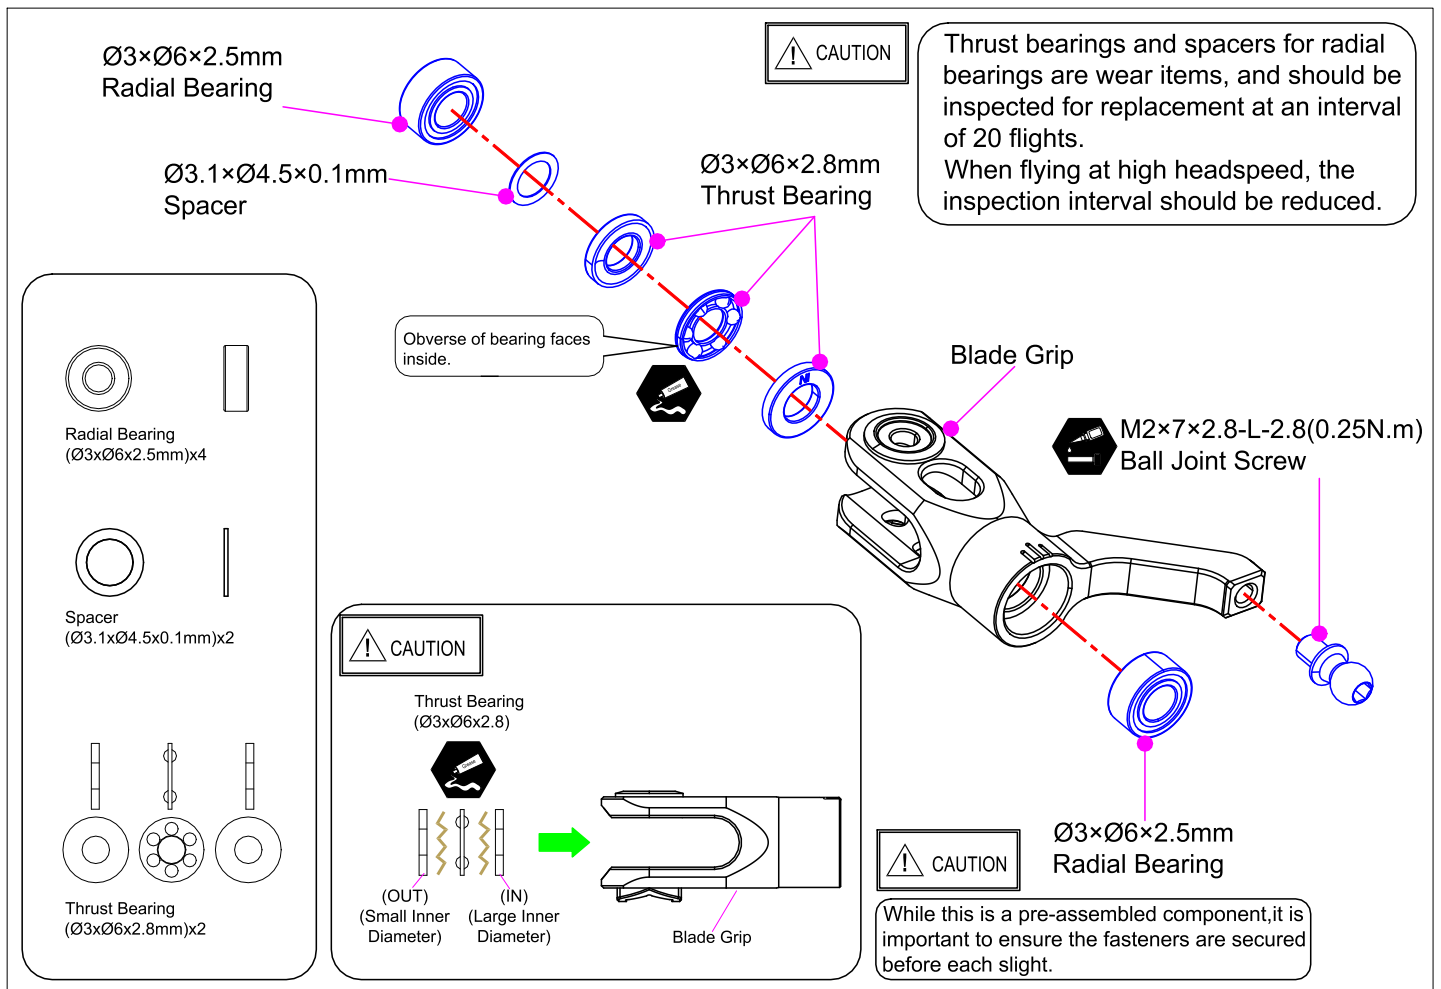 Ø3×Ø6×2.5mm
Radial Bearing
CAUTION
Thrust bearings and spacers for radial
bearings are wear items, and should be
inspected for replacement at an interval
of 20 flights.
When flying at high headspeed, the
inspection interval should be reduced.
Ø3.1×Ø4.5×0.1mm
Spacer
Ø3×Ø6×2.8mm
Thrust Bearing
Obverse of bearing faces
inside.
Grease
IN
Blade Grip
M2×7×2.8-L-2.8(0.25N.m)
Ball Joint Screw
Radial Bearing
(Ø3xØ6x2.5mm)x4
Spacer
(Ø3.1xØ4.5x0.1mm)x2
Thrust Bearing
(Ø3xØ6x2.8mm)x2
CAUTION
Thrust Bearing
(Ø3xØ6x2.8)
Grease
(OUT)
(Small Inner
Diameter)
(IN)
(Large Inner
Diameter)
Blade Grip
Ø3×Ø6×2.5mm
Radial Bearing
CAUTION
While this is a pre-assembled component,it is
important to ensure the fasteners are secured
before each slight.